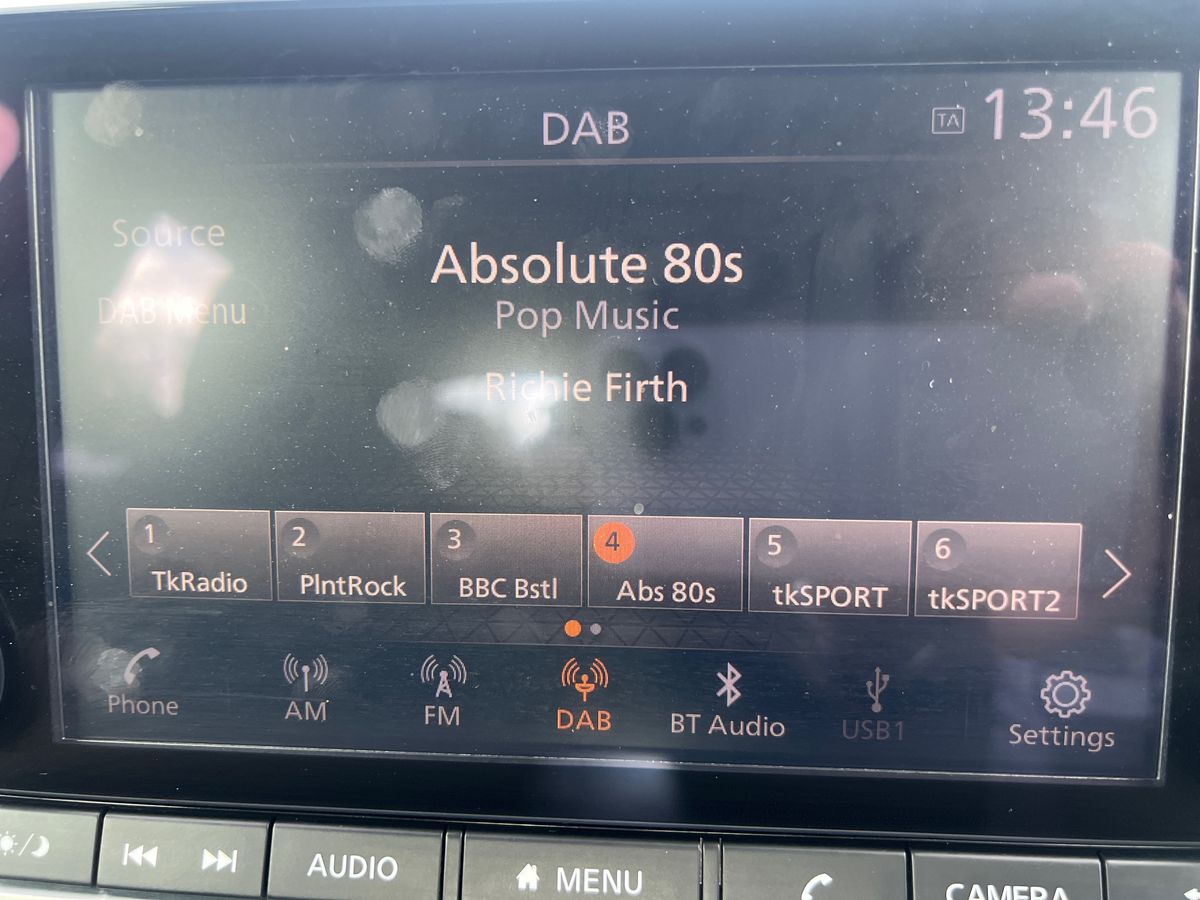 DAB
TA 13:46
Source
Absolute 80s
DAB Menu
Pop Music
Richie Firth
1 2 3 4 5 6
TkRadio PlntRock BBC Bstl Abs 80s tkSPORT tkSPORT2
Phone AM FM DAB BT Audio USB1 Settings
AUDIO MENU CAMERA